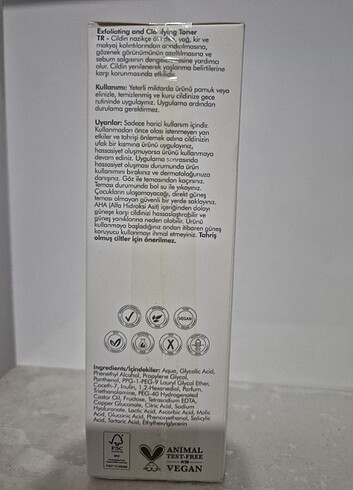 Exfoliating and Clarifying Toner
TR - Cildin nazikçe ölü deri, yağ, kir ve
makyaj kalıntılarından arındırılmasına,
gözenek görünümünün azaltılmasına ve
sebum salgısının dengelenmesine yardımcı
olur. Cildin yenilenerek yaşlanma belirtilerine
karşı korunmasında etkilidir.
Kullanımı: Yeterli miktarda ürünü pamuk veya
elinizle, temizlenmiş ve kuru cildinize gece
rutininde uygulayınız. Uygulama ardından
durulama gerektirmez.
Uyarılar: Sadece harici kullanım içindir.
Kullanmadan önce olası istenmeyen yan
etkiler ve tahrişi önlemek adına cildinizin
ufak bir kısmına ürünü uygulayınız,
hassasiyet oluşmuyorsa ürünü kullanmaya
devam ediniz. Uygulama sonrasında
hassasiyet oluşması durumunda ürün
kullanımını bırakınız ve dermatoloğunuza
danışınız. Göz ile temasından kaçınınız.
Teması durumunda bol su ile yıkayınız.
Çocukların ulaşamayacağı, direkt güneş
teması olmayan güvenli bir yerde saklayınız.
AHA (Alfa Hidroksi Asit) içeriğinden dolayı
güneşe karşı cildinizi hassaslaştırabilir ve
güneş yanıklarına neden olabilir. Ürünü
kullanmaya başladığınız andan itibaren güneş
koruyucu kullanmayı ihmal etmeyiniz. Tahriş
olmuş ciltler için önerilmez.
VEGAN
Ingredients/İçindekiler: Aqua, Glycolic Acid,
Phenethyl Alcohol, Propylene Glycol,
Panthenol, PPG-1-PEG-9 Lauryl Glycol Ether,
Ceteth-7, Inulin, 1,2-Hexanediol, Parfum,
Triethanolamine, PEG-40 Hydrogenated
Castor Oil, Fructose, Tetrasodium EDTA,
Copper Gluconate, Citric Acid, Sodium
Hyaluronate, Lactic Acid, Ascorbic Acid, Malic
Acid, Gluconic Acid, Phenoxyethanol, Salicylic
Acid, Tartaric Acid, Ethylhexylglycerin
FSC
MIX
ANIMAL
TEST-FREE
VEGAN